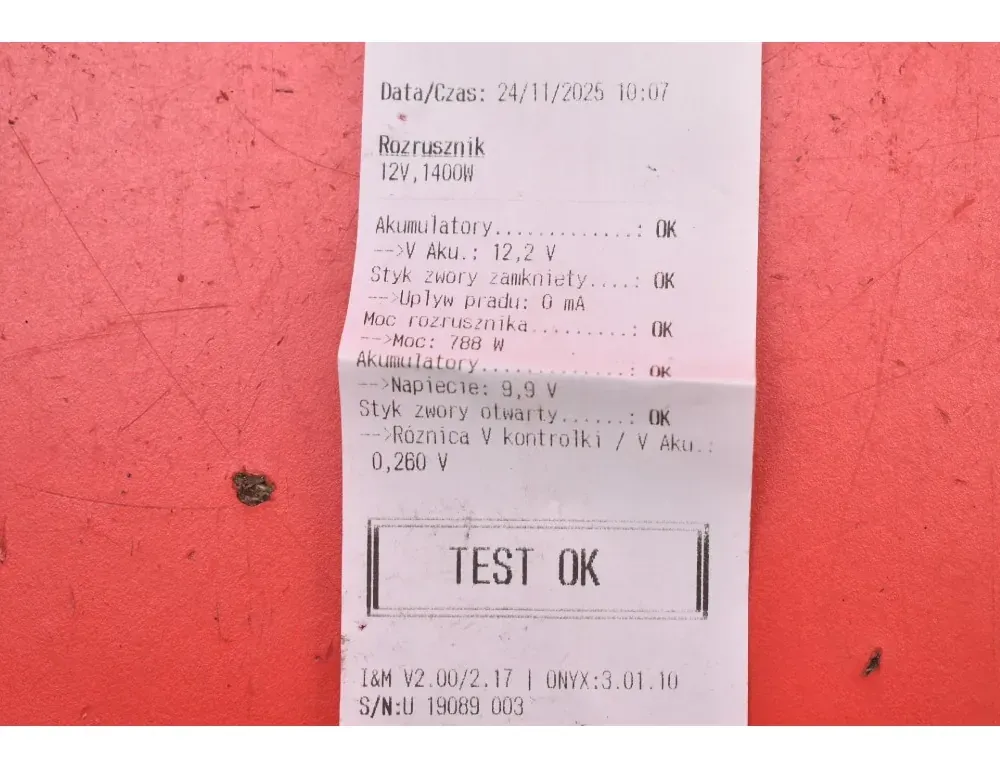 Data/Czas: 24/11/2025 10:07
Rozrusznik
12V,1400W
Akumulatory.............: OK
-->V Aku.: 12,2 V
Styk zwory zamkniety....: OK
-->Uplyw pradu: 0 mA
Moc rozrusznika.........: OK
-->Moc: 788 W
Akumulatory.............: OK
-->Napiecie: 9,9 V
Styk zwory otwarty......: OK
-->Róznica V kontrolki / V Aku.:
0,260 V
TEST OK
I&M V2.00/2.17 | ONYX:3.01.10
S/N:U 19089 003